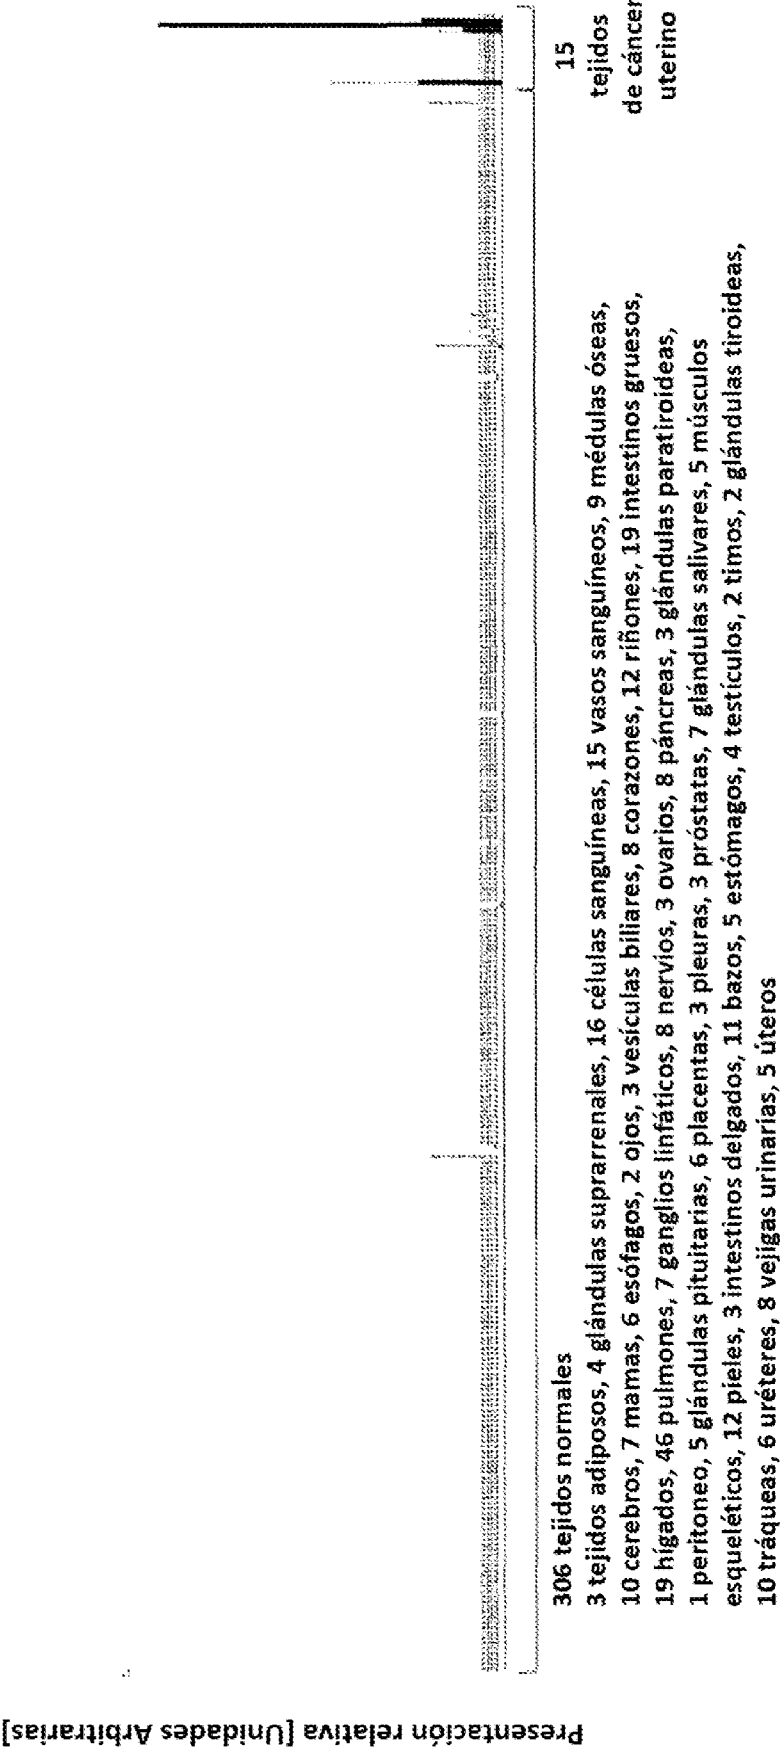 Presentación relativa [Unidades Arbitrarias]
306 tejidos normales
3 tejidos adiposos, 4 glándulas suprarrenales, 16 células sanguíneas, 15 vasos sanguíneos, 9 médulas óseas,
10 cerebros, 7 mamas, 6 esófagos, 2 ojos, 3 vesículas biliares, 8 corazones, 12 riñones, 19 intestinos gruesos,
19 hígados, 46 pulmones, 7 ganglios linfáticos, 8 nervios, 3 ovarios, 8 páncreas, 3 glándulas paratiroideas,
1 peritoneo, 5 glándulas pituitarias, 6 placentas, 3 pleuras, 3 próstatas, 7 glándulas salivares, 5 músculos
esqueléticos, 12 pieles, 3 intestinos delgados, 11 bazos, 5 estómagos, 4 testículos, 2 timos, 2 glándulas tiroideas,
10 tráqueas, 6 uréteres, 8 vejigas urinarias, 5 úteros
15
tejidos
de cáncer
uterino